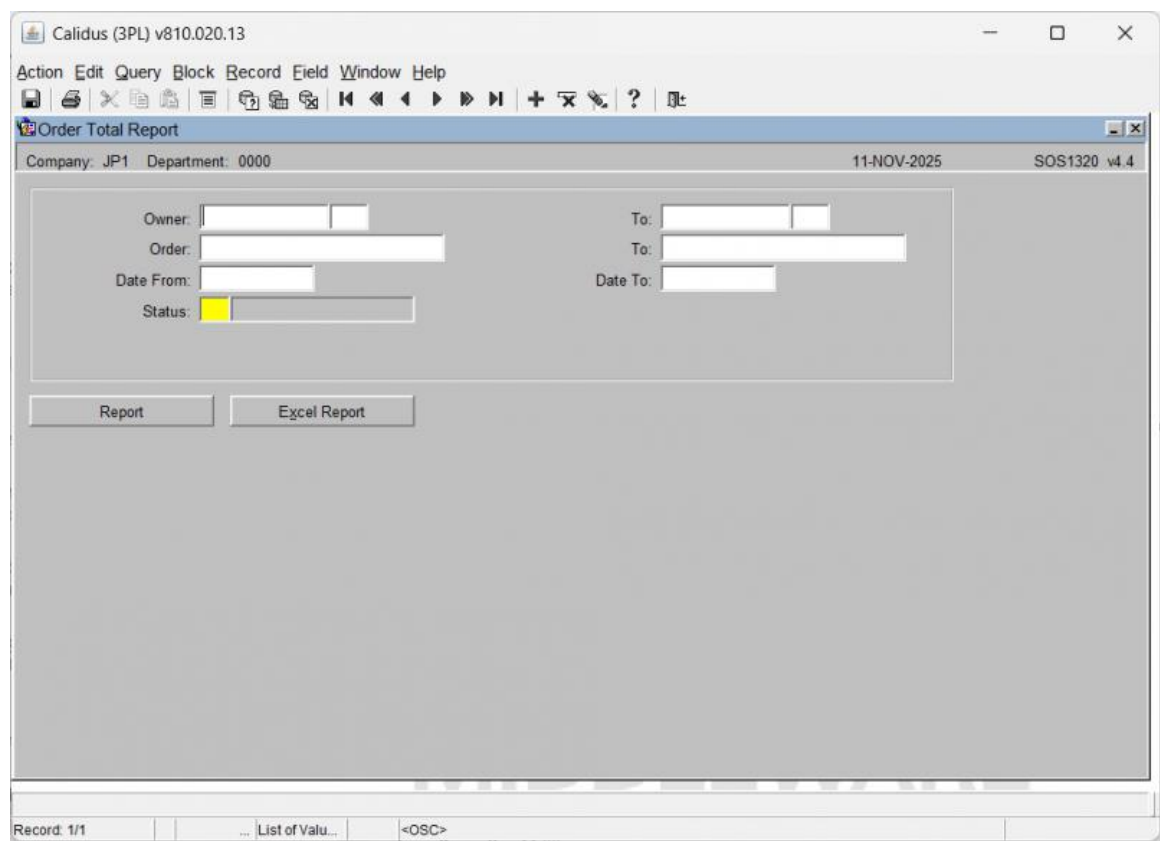 Calidus (3PL) v810.020.13
Action Edit Query Block Record Field Window Help
Order Total Report
Company: JP1 Department: 0000 11-NOV-2025 SOS1320 v4.4
Owner: To:
Order: To:
Date From: Date To:
Status:
Report Excel Report
MIDDLEWARE
Record: 1/1 ... List of Valu... <OSC>